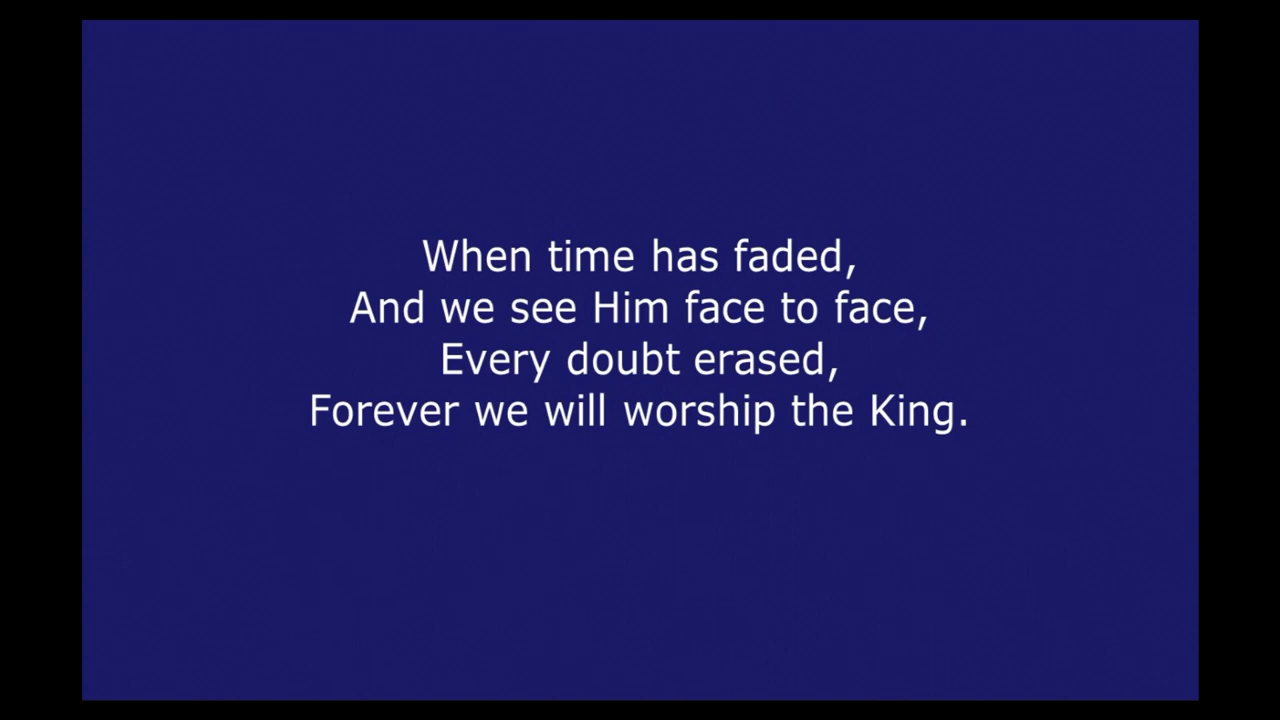 When time has faded,
And we see Him face to face,
Every doubt erased,
Forever we will worship the King.